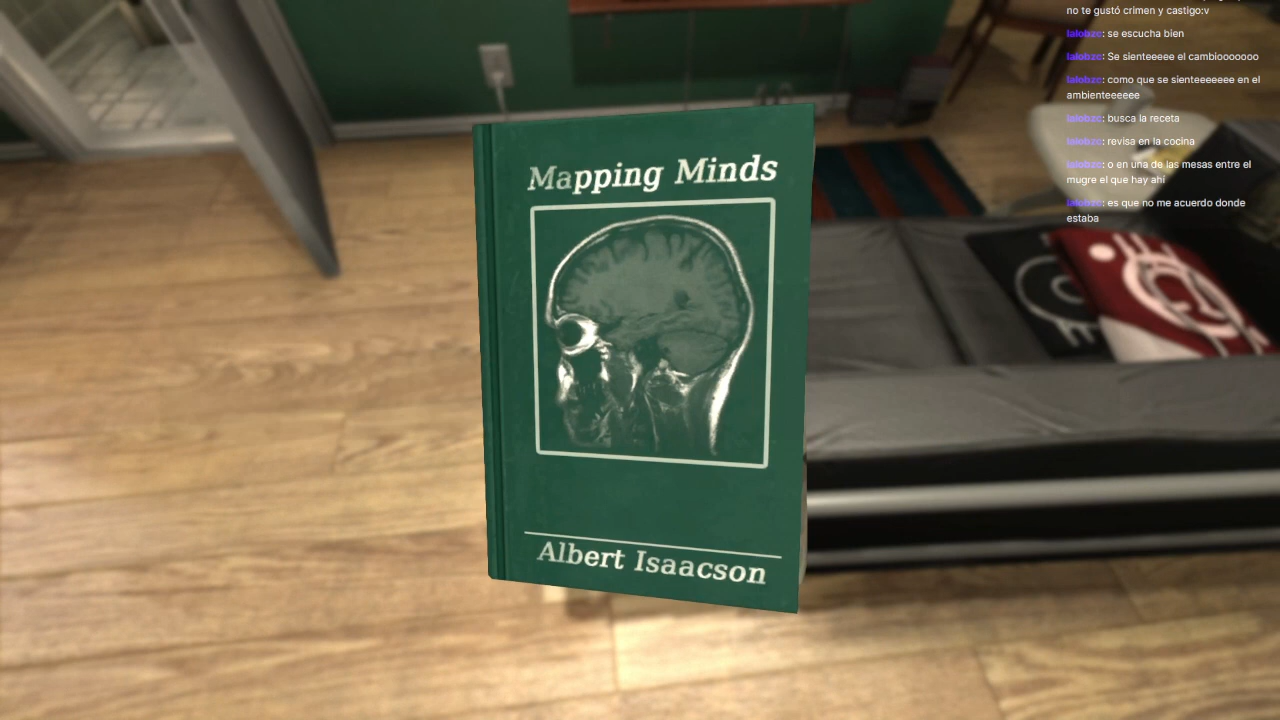 Mapping Minds
Albert Isaacson
no te gustó crimen y castigo:v
lalobzc: se escucha bien
lalobzc: Se sienteeeee el cambiooooooo
lalobzc: como que se sienteeeeeee en el
ambienteeeeee
lalobzc: busca la receta
lalobzc: revisa en la cocina
lalobzc: o en una de las mesas entre el
mugre el que hay ahí
lalobzc: es que no me acuerdo donde
estaba